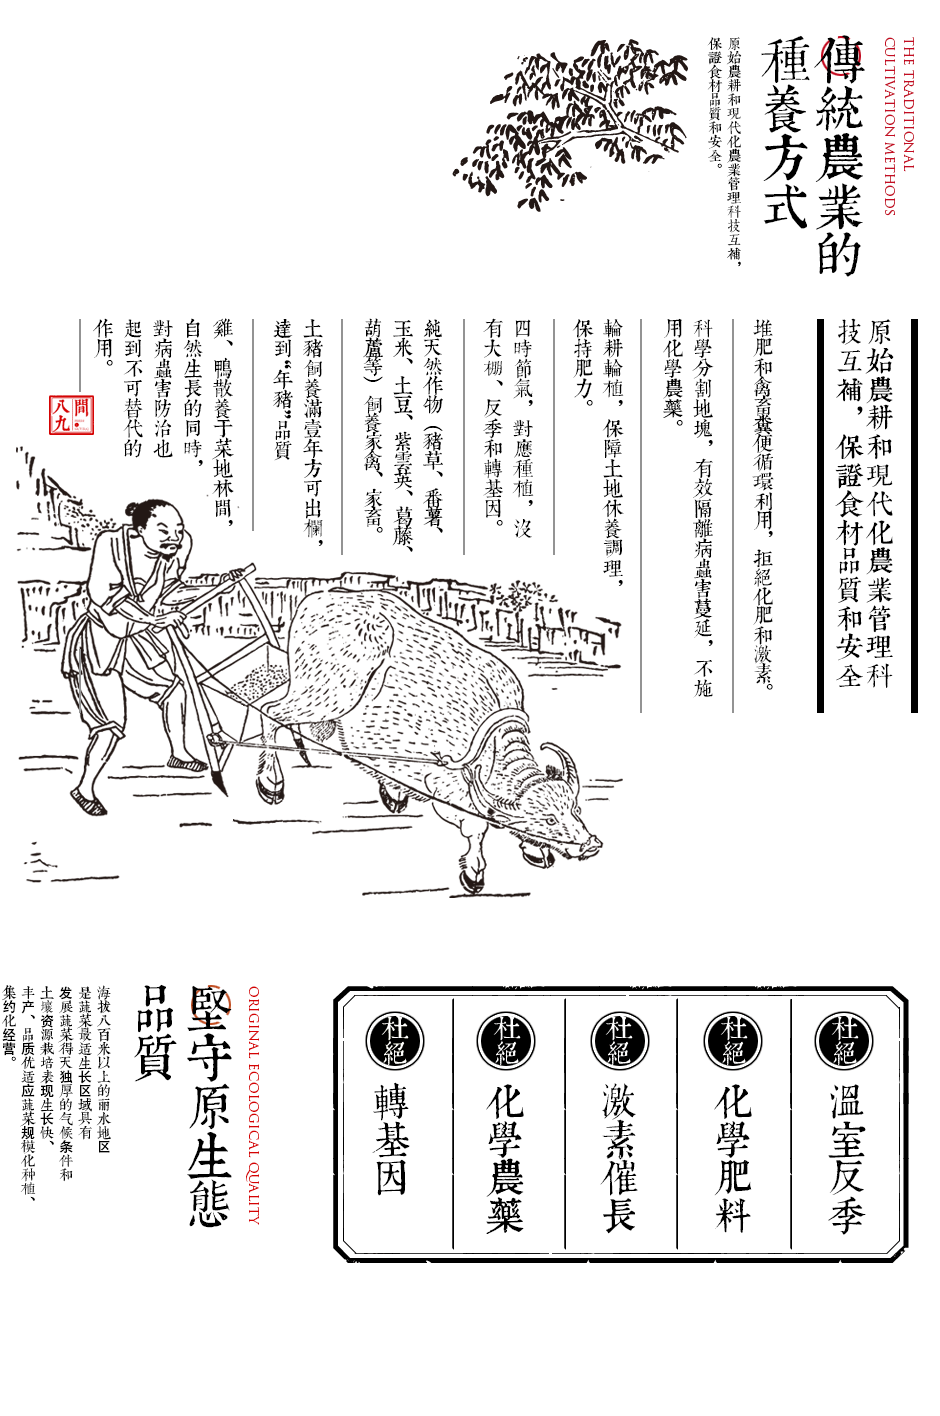 THE TRADITIONAL
CULTIVATION METHODS
傳統農業的
種養方式
原始農耕和現代化農業管理科技互補，
保證食材品質和安全。
原始農耕和現代化農業管理科
技互補，保證食材品質和安全
堆肥和禽畜糞便循環利用，拒絕化肥和激素。
科學分割地塊，有效隔離病蟲害蔓延，不施
用化學農藥。
輪耕輪植，保障土地休養調理，
保持肥力。
四時節氣，對應種植，沒
有大棚、反季和轉基因。
純天然作物（豬草、番薯、
玉米、土豆、紫雲英、葛藤、
葫蘆等）飼養家禽、家畜。
土豬飼養滿壹年方可出欄，
達到“年豬”品質
雞、鴨散養于菜地林間，
自然生長的同時，
對病蟲害防治也
起到不可替代的
作用。
間
八九
杜絕
溫室反季
杜絕
化學肥料
杜絕
激素催長
杜絕
化學農藥
杜絕
轉基因
ORIGINAL ECOLOGICAL QUALITY
堅守原生態
品質
海拔八百米以上的丽水地区
是蔬菜最适生长区域具有
发展蔬菜得天独厚的气候条件和
土壤资源栽培表现生长快、
丰产、品质优适应蔬菜规模化种植、
集约化经营。